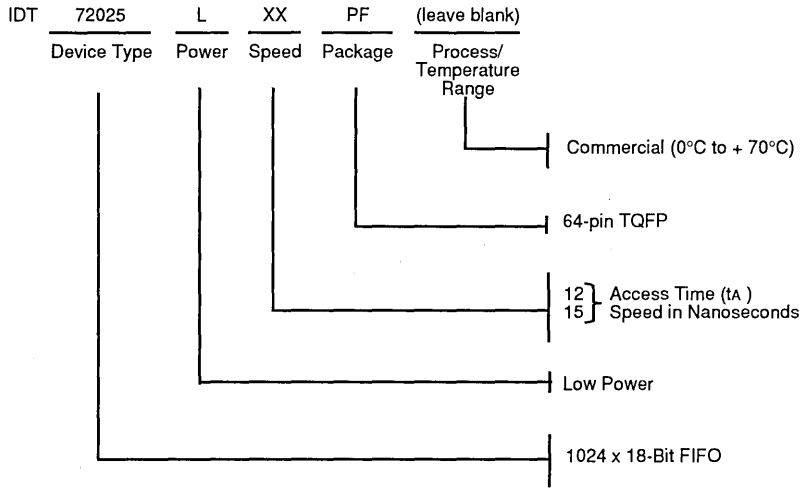 IDT 72025 L XX PF (leave blank)
Device Type Power Speed Package Process/
Temperature
Range
Commercial (0°C to + 70°C)
64-pin TQFP
12 Access Time (tA )
15 Speed in Nanoseconds
Low Power
1024 x 18-Bit FIFO